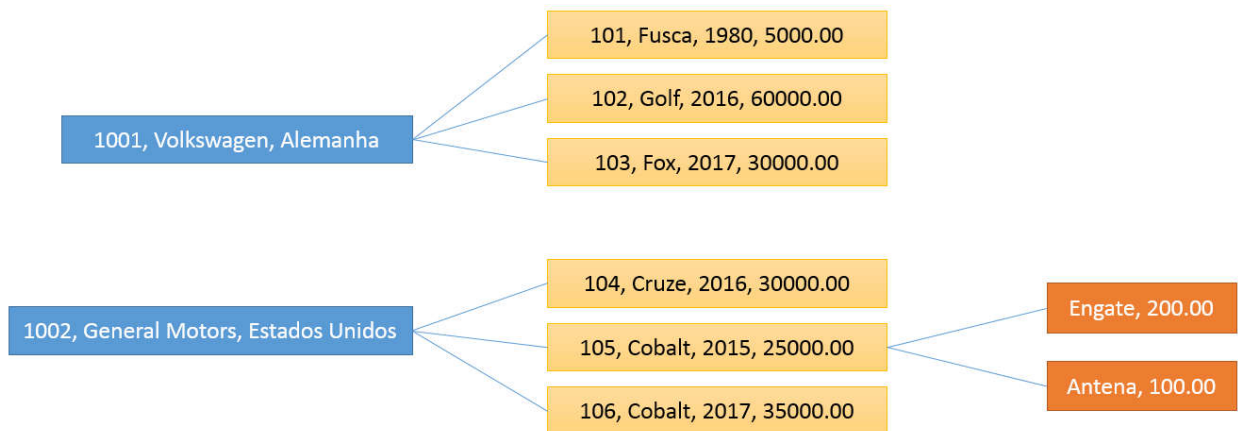 1001, Volkswagen, Alemanha
101, Fusca, 1980, 5000.00
102, Golf, 2016, 60000.00
103, Fox, 2017, 30000.00
1002, General Motors, Estados Unidos
104, Cruze, 2016, 30000.00
105, Cobalt, 2015, 25000.00
106, Cobalt, 2017, 35000.00
Engate, 200.00
Antena, 100.00